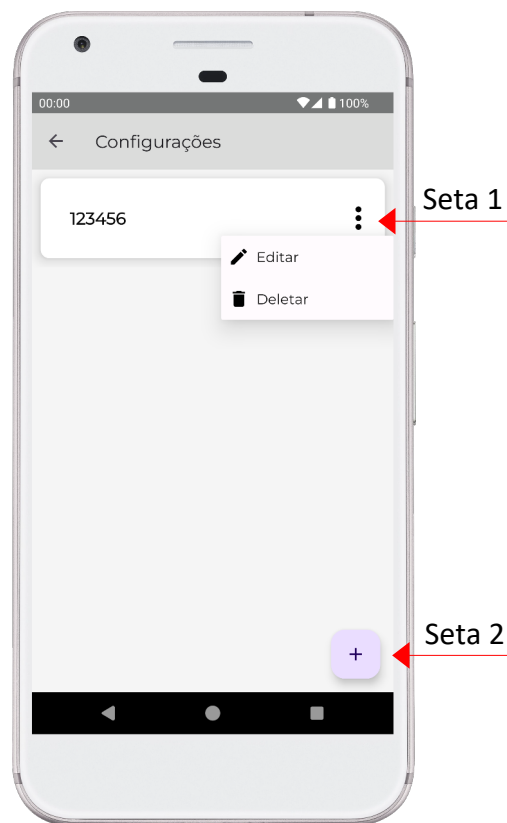 00:00 100%
Configurações
Seta 1
123456
Editar
Deletar
Seta 2
+